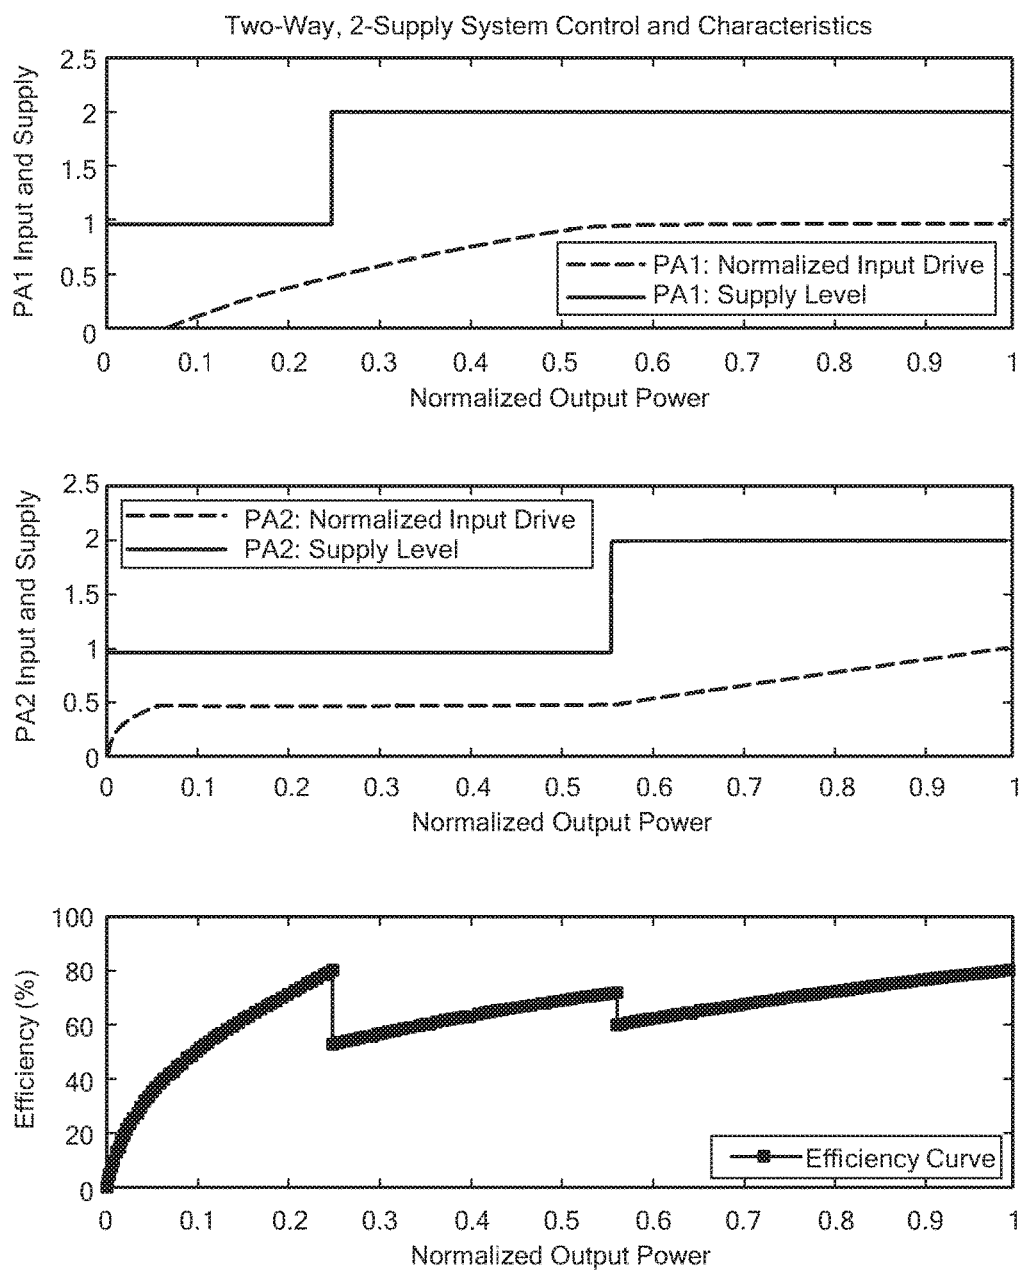 Two-Way, 2-Supply System Control and Characteristics
PA1 Input and Supply
2.5
2
1.5
1
0.5
0
PA1: Normalized Input Drive
PA1: Supply Level
0 0.1 0.2 0.3 0.4 0.5 0.6 0.7 0.8 0.9 1
Normalized Output Power
PA2 Input and Supply
2.5
2
1.5
1
0.5
0
PA2: Normalized Input Drive
PA2: Supply Level
0 0.1 0.2 0.3 0.4 0.5 0.6 0.7 0.8 0.9 1
Normalized Output Power
Efficiency (%)
100
80
60
40
20
0
Efficiency Curve
0 0.1 0.2 0.3 0.4 0.5 0.6 0.7 0.8 0.9 1
Normalized Output Power